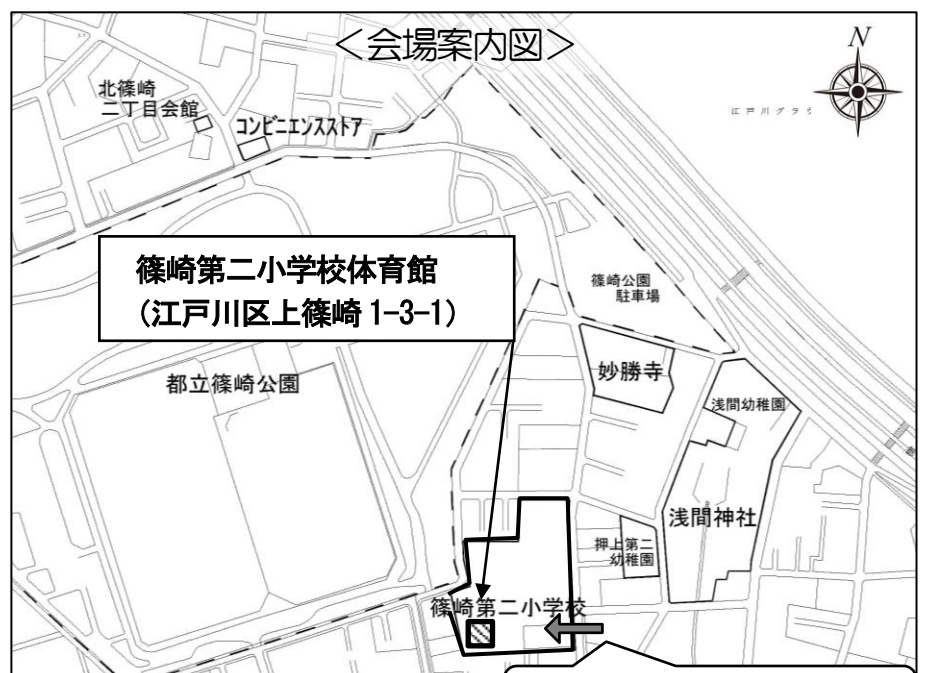 ＜会場案内図＞
N
北篠崎
二丁目会館
コンビニエンスストア
篠崎第二小学校体育館
（江戸川区上篠崎1-3-1）
篠崎公園
駐車場
都立篠崎公園
妙勝寺
浅間幼稚園
浅間神社
押上第二
幼稚園
篠崎第二小学校